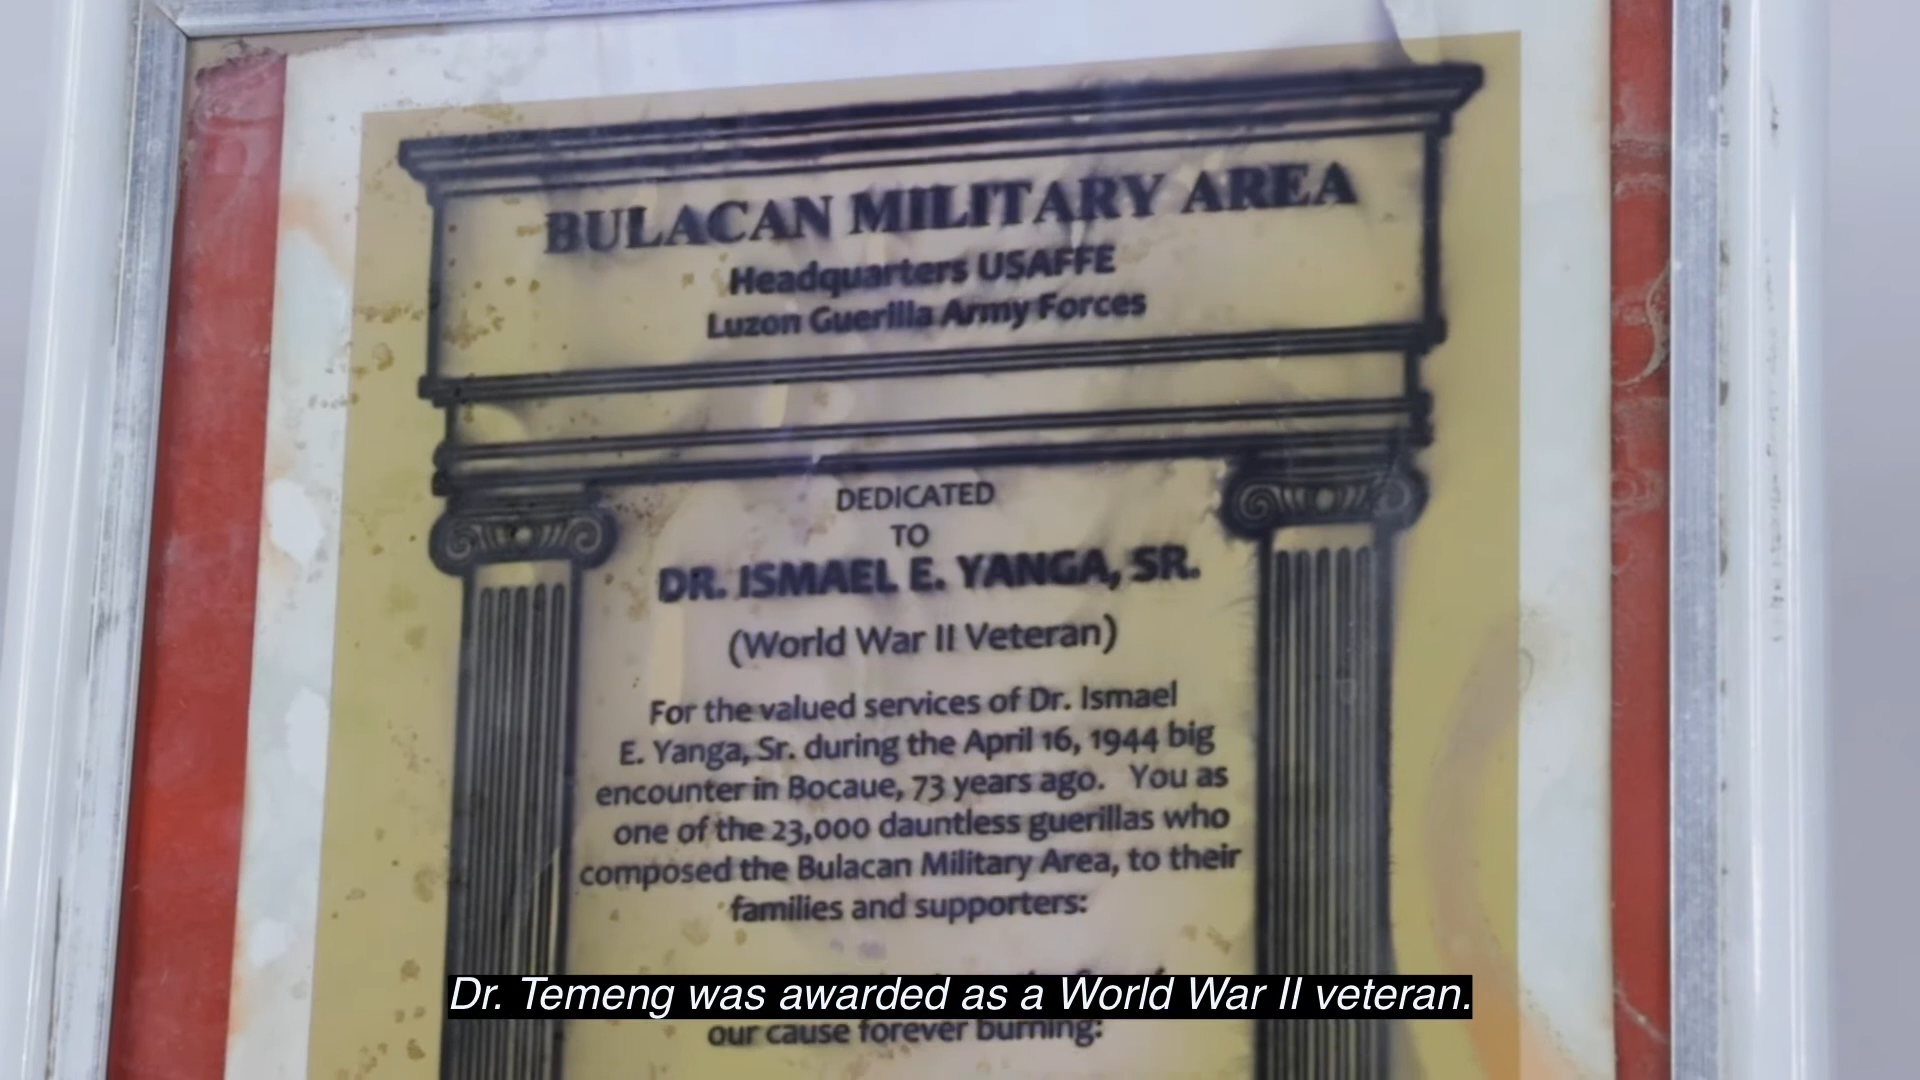 BULACAN MILITARY AREA
Headquarters USAFFE
Luzon Guerilla Army Forces
DEDICATED
TO
DR. ISMAEL E. YANGA, SR.
(World War II Veteran)
For the valued services of Dr. Ismael
E. Yanga, Sr. during the April 16, 1944 big
encounter in Bocaue, 73 years ago. You as
one of the 23,000 dauntless guerillas who
composed the Bulacan Military Area, to their
families and supporters:
Dr. Temeng was awarded as a World War II veteran.
our cause forever burning: